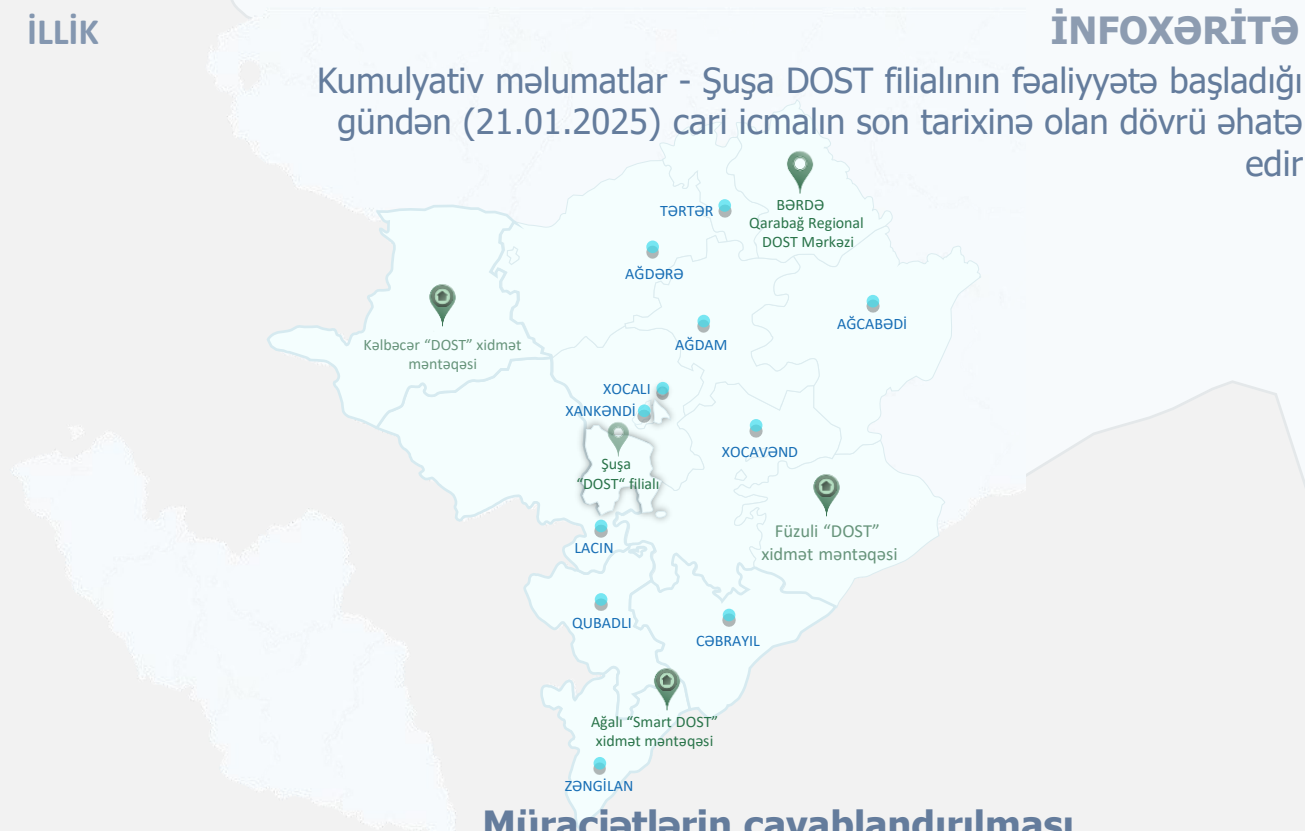 İLLİK
İNFOXƏRİTƏ
Kumulyativ məlumatlar - Şuşa DOST filialının fəaliyyətə başladığı
gündən (21.01.2025) cari icmalın son tarixinə olan dövrü əhatə
edir
TƏRTƏR
BƏRDƏ
Qarabağ Regional
DOST Mərkəzi
AĞDƏRƏ
AĞCABƏDİ
Kəlbəcər “DOST” xidmət
məntəqəsi
AĞDAM
XOCALI
XANKƏNDİ
XOCAVƏND
Şuşa
“DOST“ filialı
Füzuli “DOST”
xidmət məntəqəsi
LACIN
QUBADLI
CƏBRAYIL
Ağalı “Smart DOST”
xidmət məntəqəsi
ZƏNGİLAN
Müraciətlərin cavablandırılması